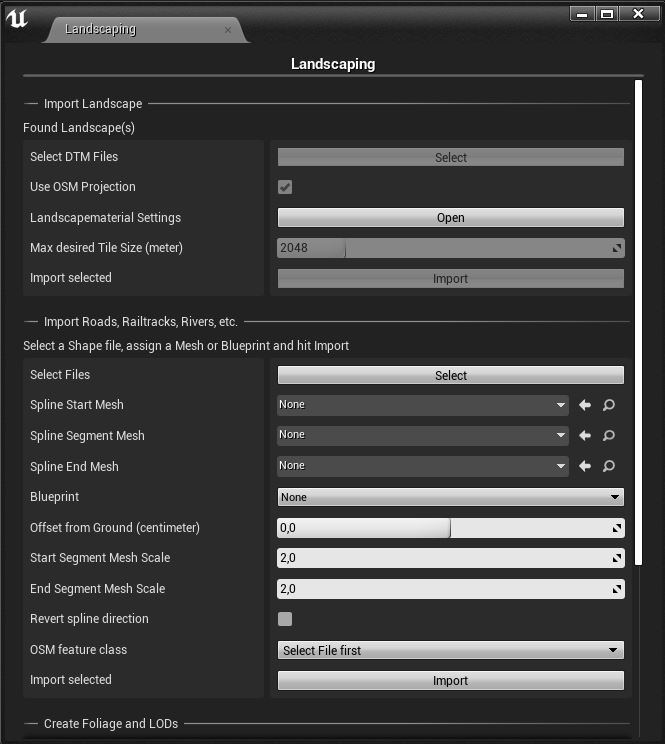 Landscaping
Landscaping
Import Landscape
Found Landscape(s)
Select DTM Files Select
Use OSM Projection
Landscapematerial Settings Open
Max desired Tile Size (meter) 2048
Import selected Import
Import Roads, Railtracks, Rivers, etc.
Select a Shape file, assign a Mesh or Blueprint and hit Import
Select Files Select
Spline Start Mesh None
Spline Segment Mesh None
Spline End Mesh None
Blueprint None
Offset from Ground (centimeter) 0,0
Start Segment Mesh Scale 2,0
End Segment Mesh Scale 2,0
Revert spline direction
OSM feature class Select File first
Import selected Import
Create Foliage and LODs